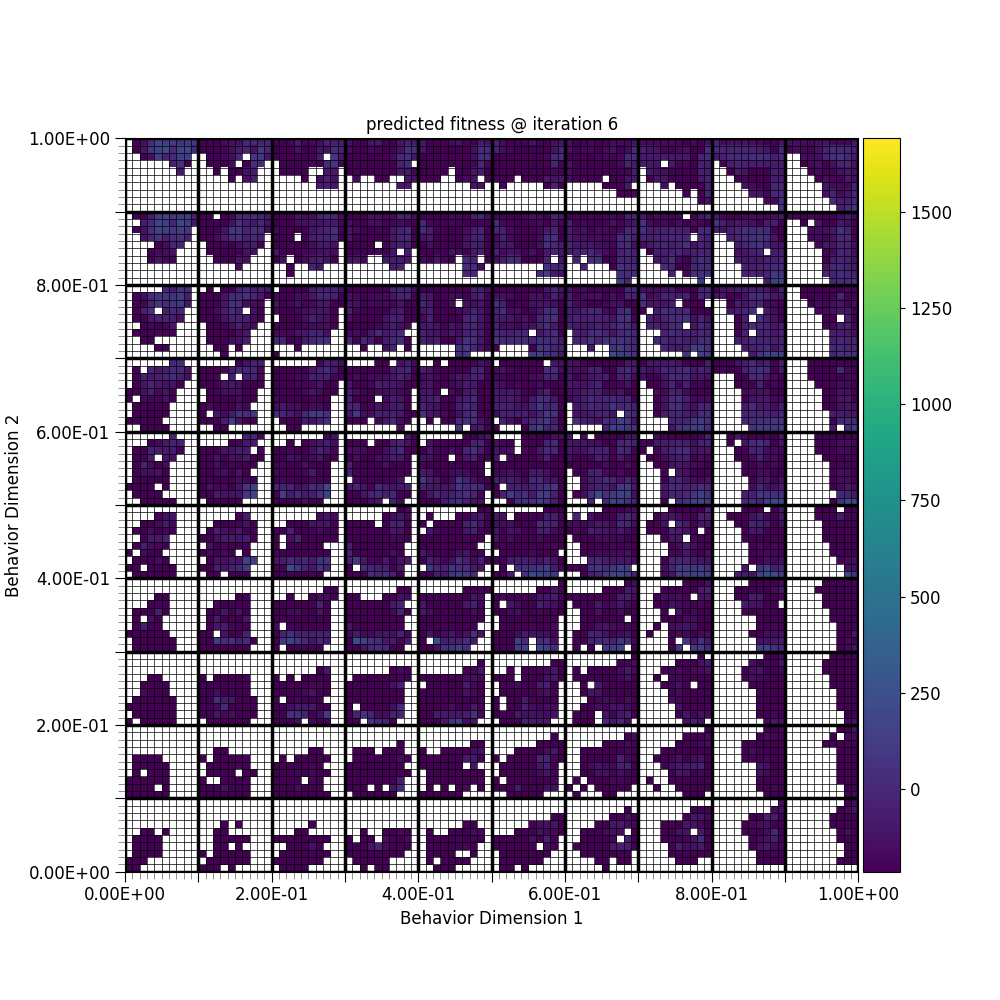 predicted fitness @ iteration 6
1.00E+00
8.00E-01
6.00E-01
4.00E-01
2.00E-01
0.00E+00
Behavior Dimension 2
0.00E+00 2.00E-01 4.00E-01 6.00E-01 8.00E-01 1.00E+00
Behavior Dimension 1
1500
1250
1000
750
500
250
0